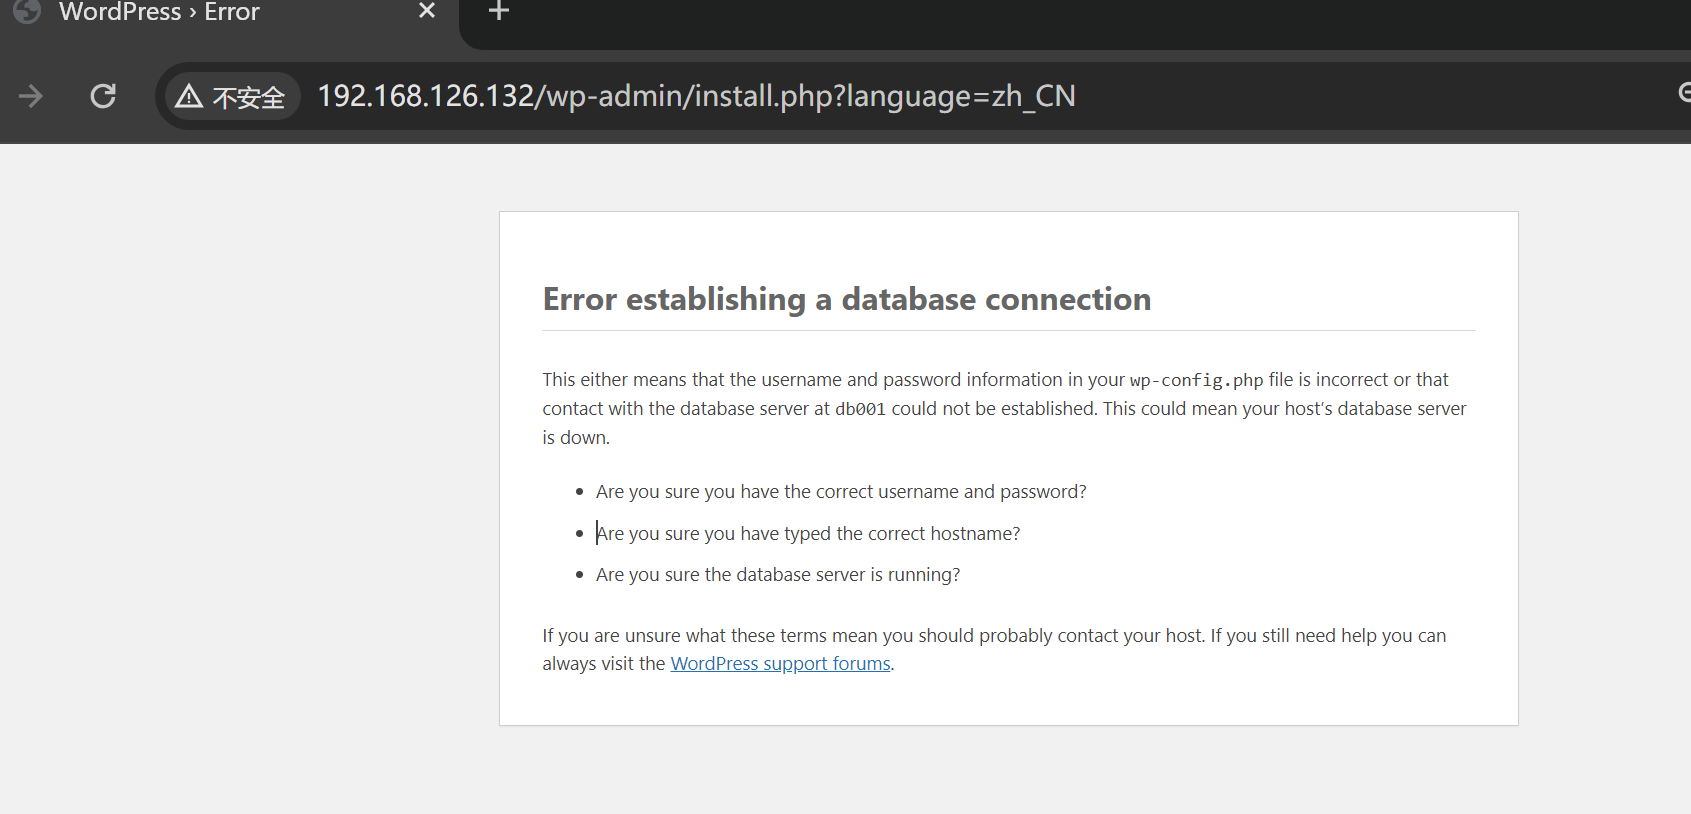 WordPress › Error
不安全 192.168.126.132/wp-admin/install.php?language=zh_CN
Error establishing a database connection
This either means that the username and password information in your wp-config.php file is incorrect or that
contact with the database server at db001 could not be established. This could mean your host's database server
is down.
Are you sure you have the correct username and password?
Are you sure you have typed the correct hostname?
Are you sure the database server is running?
If you are unsure what these terms mean you should probably contact your host. If you still need help you can
always visit the WordPress support forums.